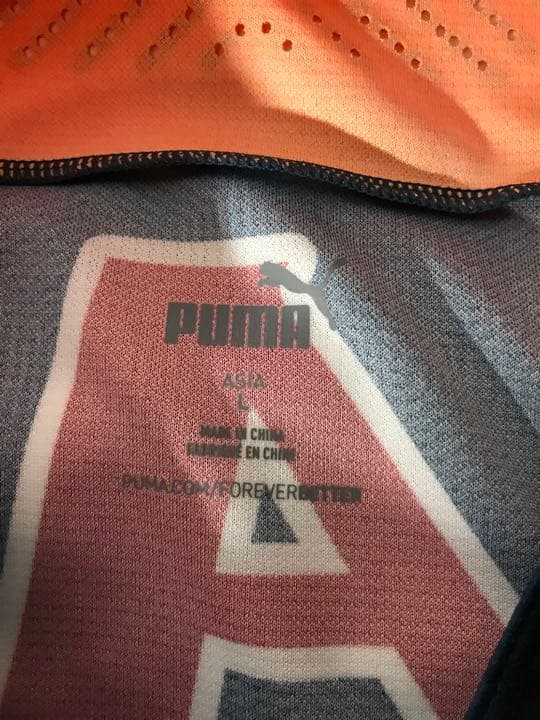 PUMA
ASIA
L
MADE IN CHINA
FABRIQUÉ EN CHINE
PUMA.COM/FOREVERBETTER
A